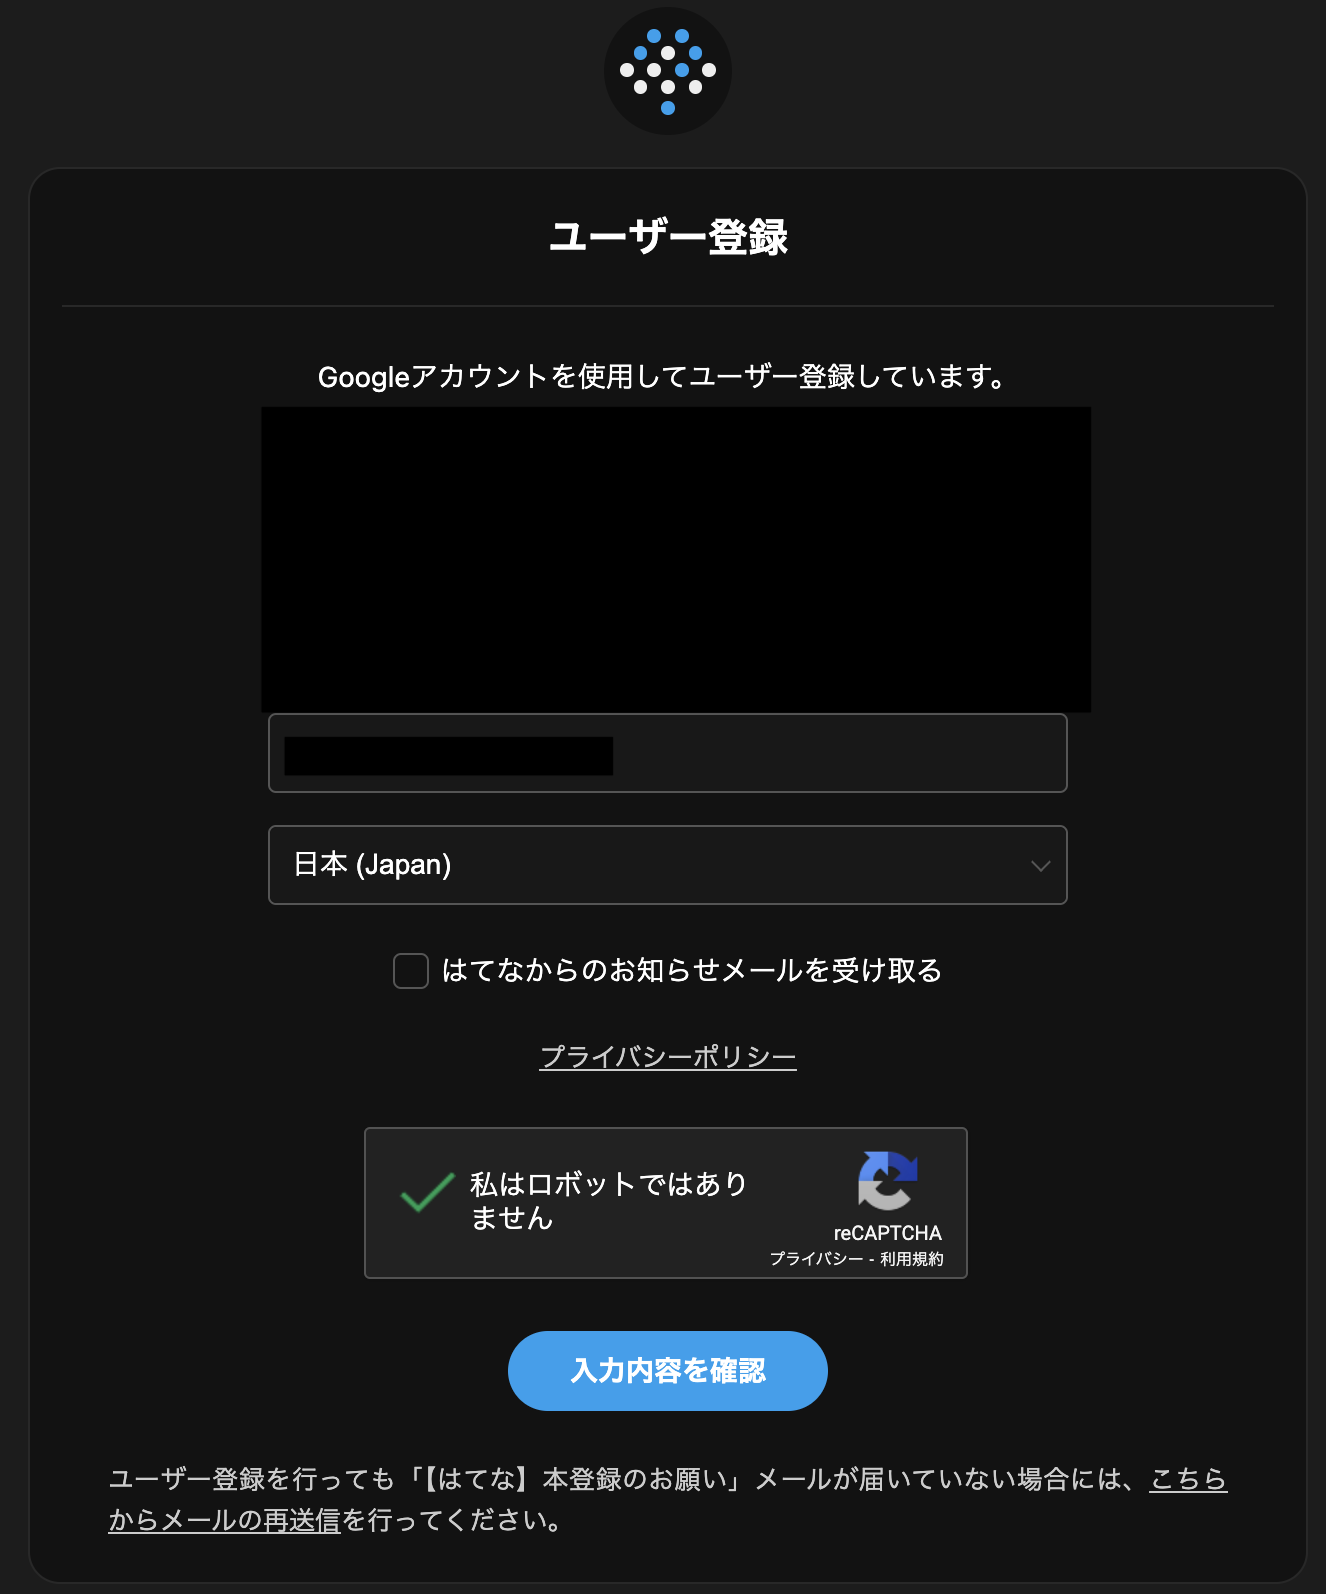 ユーザー登録
Googleアカウントを使用してユーザー登録しています。
日本 (Japan)
はてなからのお知らせメールを受け取る
プライバシーポリシー
私はロボットではあり
ません
reCAPTCHA
プライバシー - 利用規約
入力内容を確認
ユーザー登録を行っても「【はてな】本登録のお願い」メールが届いていない場合には、こちら
からメールの再送信を行ってください。